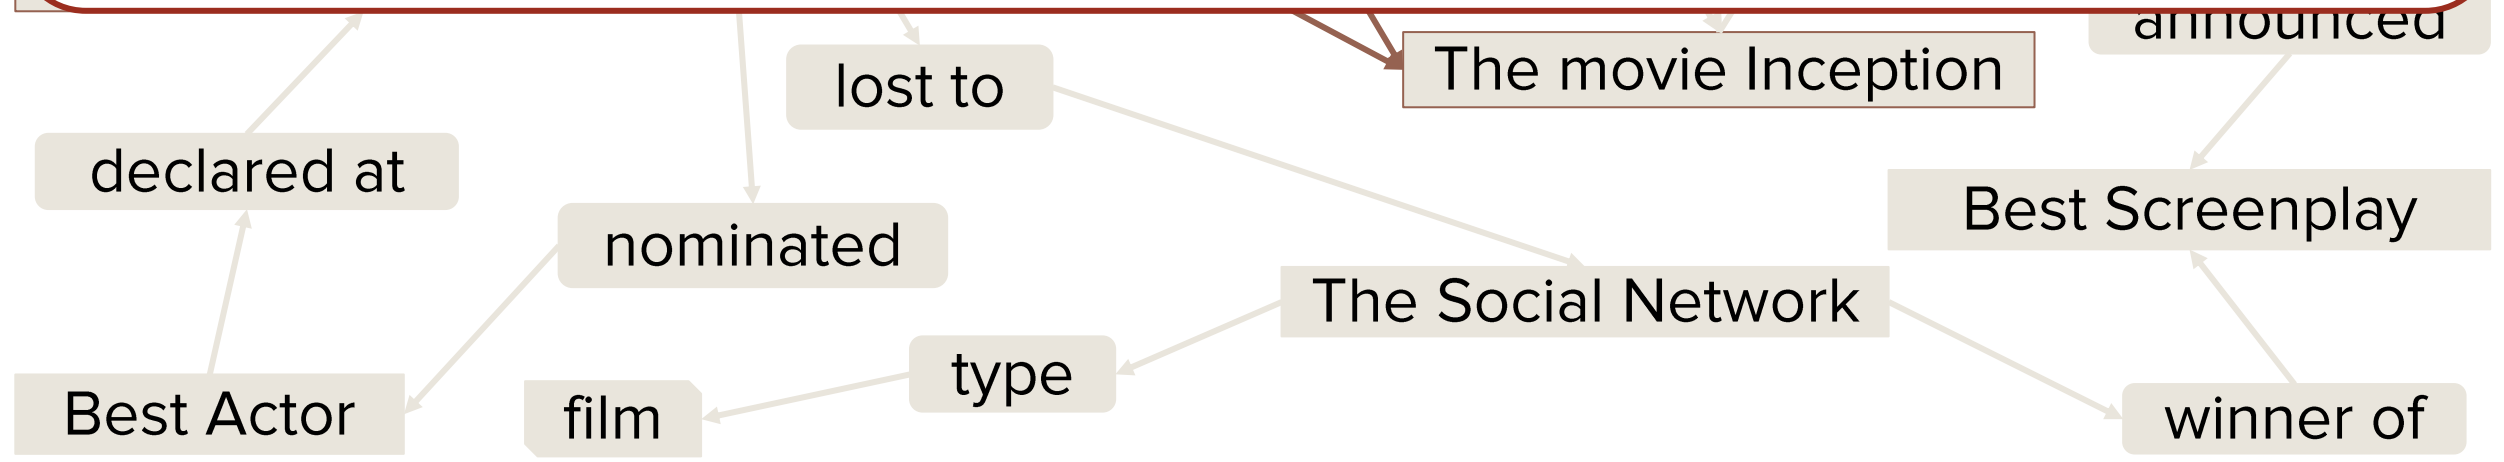 announced
The movie Inception
lost to
declared at
Best Screenplay
nominated
The Social Network
type
Best Actor
film
winner of